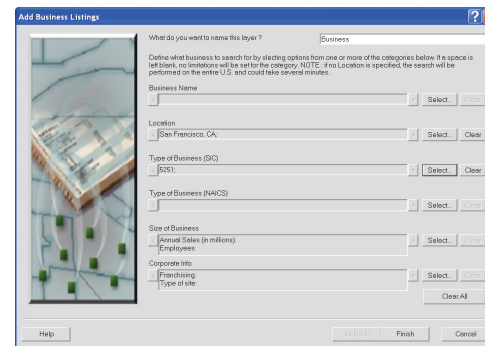 Add Business Listings
What do you want to name this layer ?
Business
Define what business to search for by slecting options from one or more of the categories below. If a space is
left blank, no limitations will be set for the category. NOTE: if no Location is specified, the search will be
performed on the entire U.S. and could take several minutes.
Business Name
Select... Clear
Location
San Francisco, CA;
Select... Clear
Type of Business (SIC)
5251;
Select... Clear
Type of Business (NAICS)
Select... Clear
Size of Business
Annual Sales (in millions):
Employees:
Select... Clear
Corporate Info
Franchising:
Type of site:
Select... Clear
Clear All
Help
<< Back
Finish
Cancel